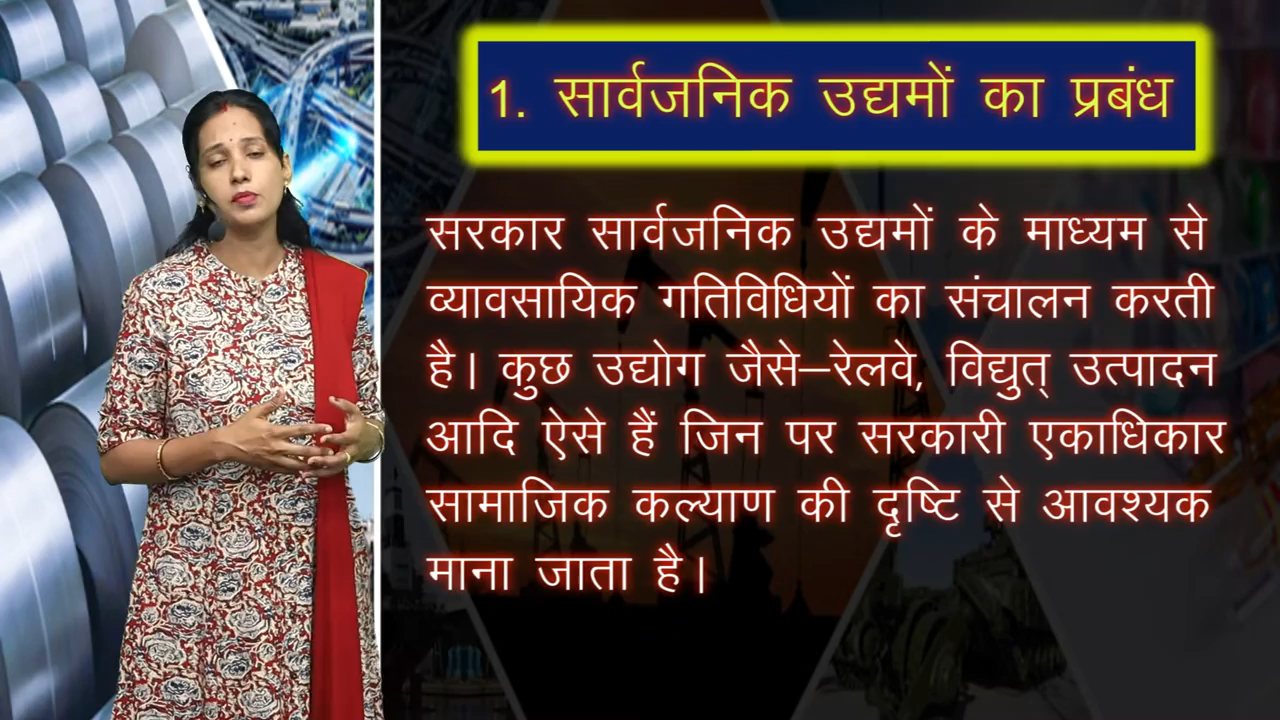 1. सार्वजनिक उद्यमों का प्रबंध
सरकार सार्वजनिक उद्यमों के माध्यम से
व्यावसायिक गतिविधियों का संचालन करती
है। कुछ उद्योग जैसे–रेलवे, विद्युत् उत्पादन
आदि ऐसे हैं जिन पर सरकारी एकाधिकार
सामाजिक कल्याण की दृष्टि से आवश्यक
माना जाता है।